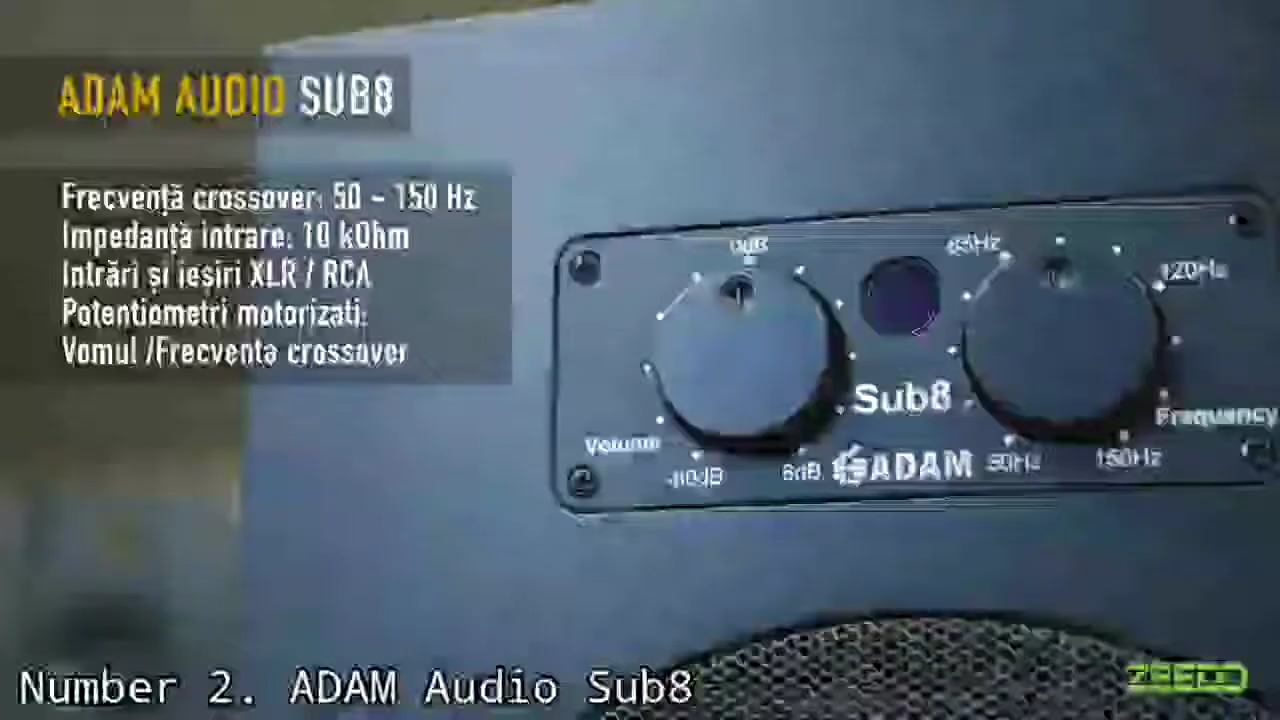 ADAM AUDIO SUB8
Frecvență crossover: 50 - 150 Hz
Impedanță intrare: 10 kOhm
Intrări și ieșiri XLR / RCA
Potentiometri motorizati:
Vomul /Frecventa crossover
0dB
85Hz
120Hz
Sub8
Frequency
Volume
6dB
ADAM
50Hz
150Hz
Number 2. ADAM Audio Sub8